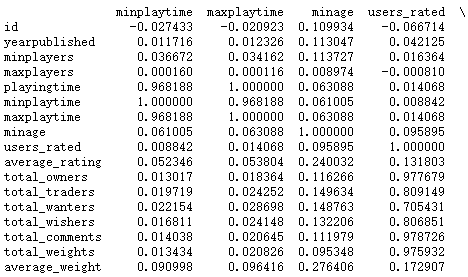 minplaytime maxplaytime minage users_rated \
id -0.027433 -0.020923 0.109934 -0.066714
yearpublished 0.011716 0.012326 0.113047 0.042125
minplayers 0.036672 0.034162 0.113727 0.016364
maxplayers 0.000160 0.000116 0.008974 -0.000810
playingtime 0.968188 1.000000 0.063088 0.014068
minplaytime 1.000000 0.968188 0.061005 0.008842
maxplaytime 0.968188 1.000000 0.063088 0.014068
minage 0.061005 0.063088 1.000000 0.095895
users_rated 0.008842 0.014068 0.095895 1.000000
average_rating 0.052346 0.053804 0.240032 0.131803
total_owners 0.013017 0.018364 0.116266 0.977679
total_traders 0.019719 0.024252 0.149634 0.809149
total_wanters 0.022154 0.028698 0.148763 0.705431
total_wishers 0.016811 0.024148 0.132206 0.806851
total_comments 0.014038 0.020645 0.111979 0.978726
total_weights 0.013434 0.020826 0.095348 0.975932
average_weight 0.090998 0.096416 0.276406 0.172907